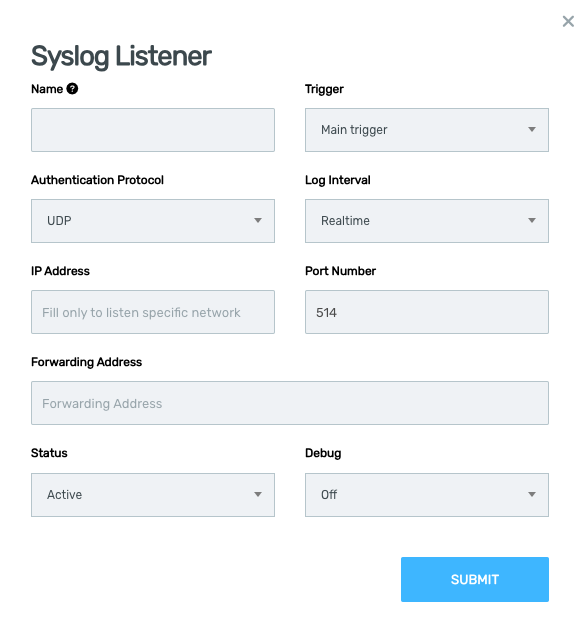 Syslog Listener
Name ?
Trigger
Main trigger
Authentication Protocol
Log Interval
UDP
Realtime
IP Address
Port Number
Fill only to listen specific network
514
Forwarding Address
Forwarding Address
Status
Debug
Active
Off
SUBMIT